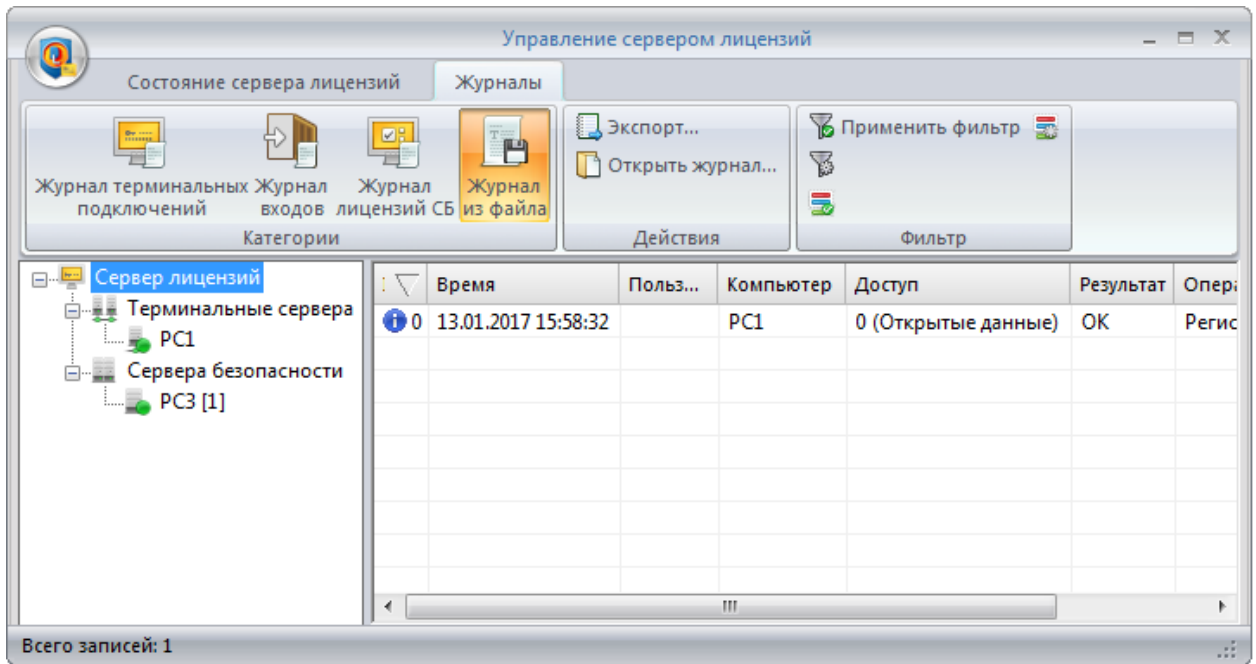 Управление сервером лицензий
Состояние сервера лицензий Журналы
Журнал терминальных подключений
Журнал входов
Журнал лицензий СБ
Журнал из файла
Категории
Экспорт...
Открыть журнал...
Действия
Применить фильтр
Фильтр
Сервер лицензий
Терминальные сервера
PC1
Сервера безопасности
PC3 [1]
Время Польз... Компьютер Доступ Результат Опера
0 13.01.2017 15:58:32 PC1 0 (Открытые данные) ОК Регис
Всего записей: 1